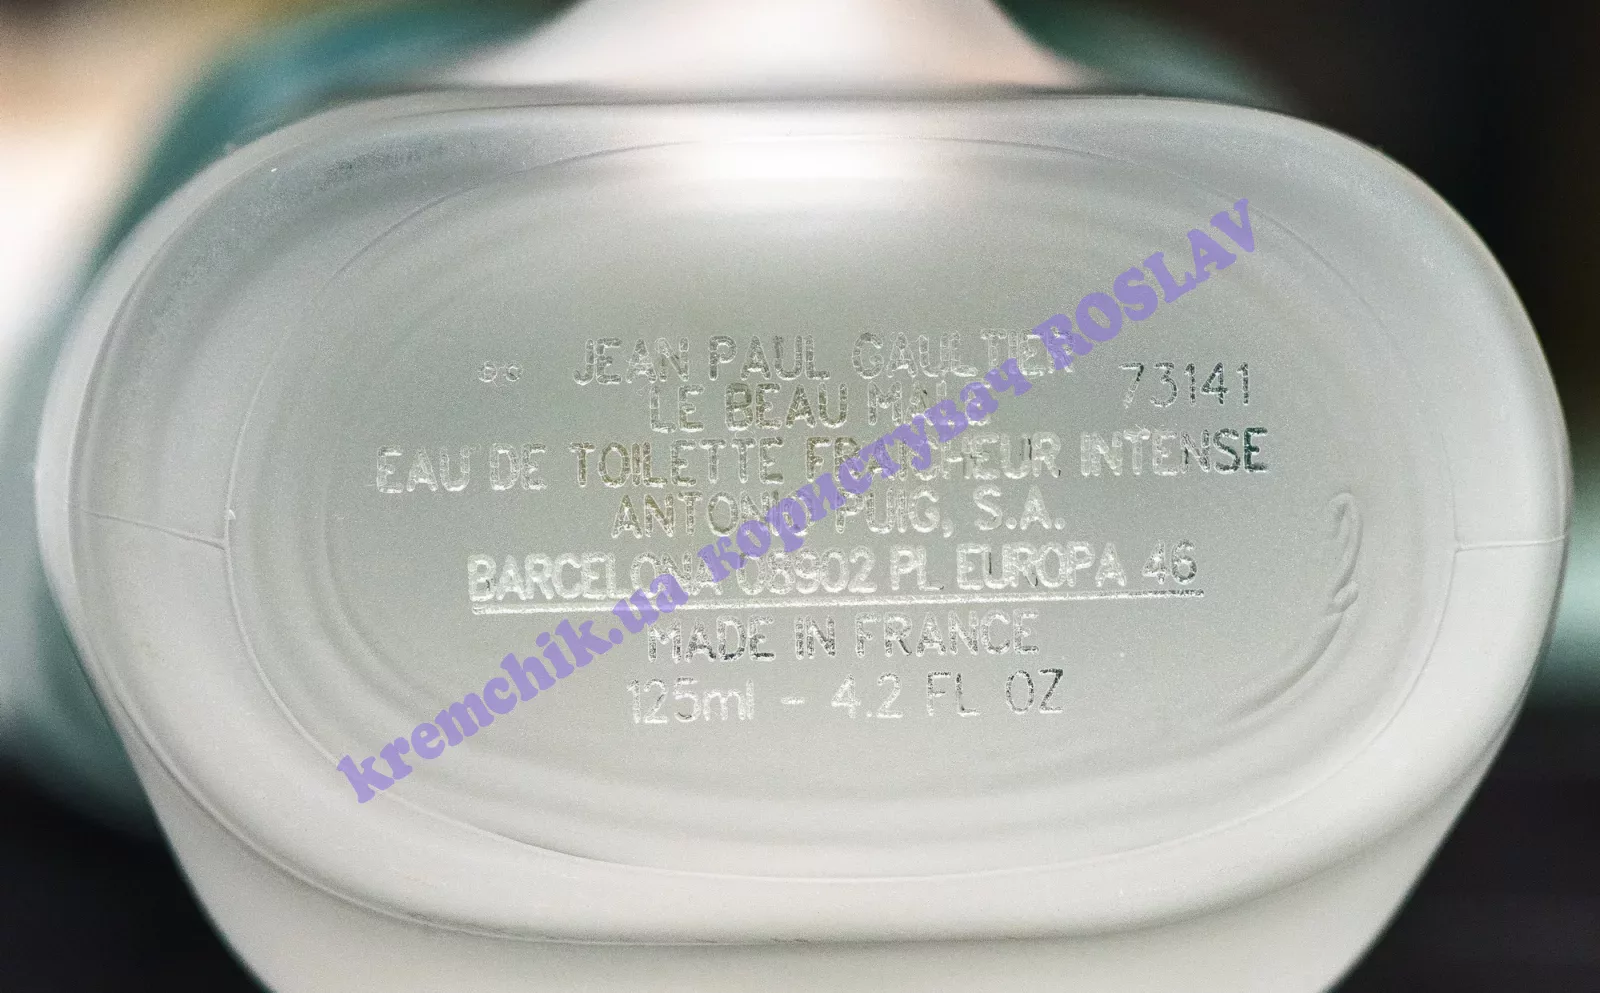 JEAN PAUL GAULTIER
73141
LE BEAU MALE
EAU DE TOILETTE FRAICHEUR INTENSE
ANTONIO PUIG, S.A.
BARCELONA 08902 PL EUROPA 46
MADE IN FRANCE
125ml - 4.2 FL OZ
kremchik.ua користувач ROSLAV